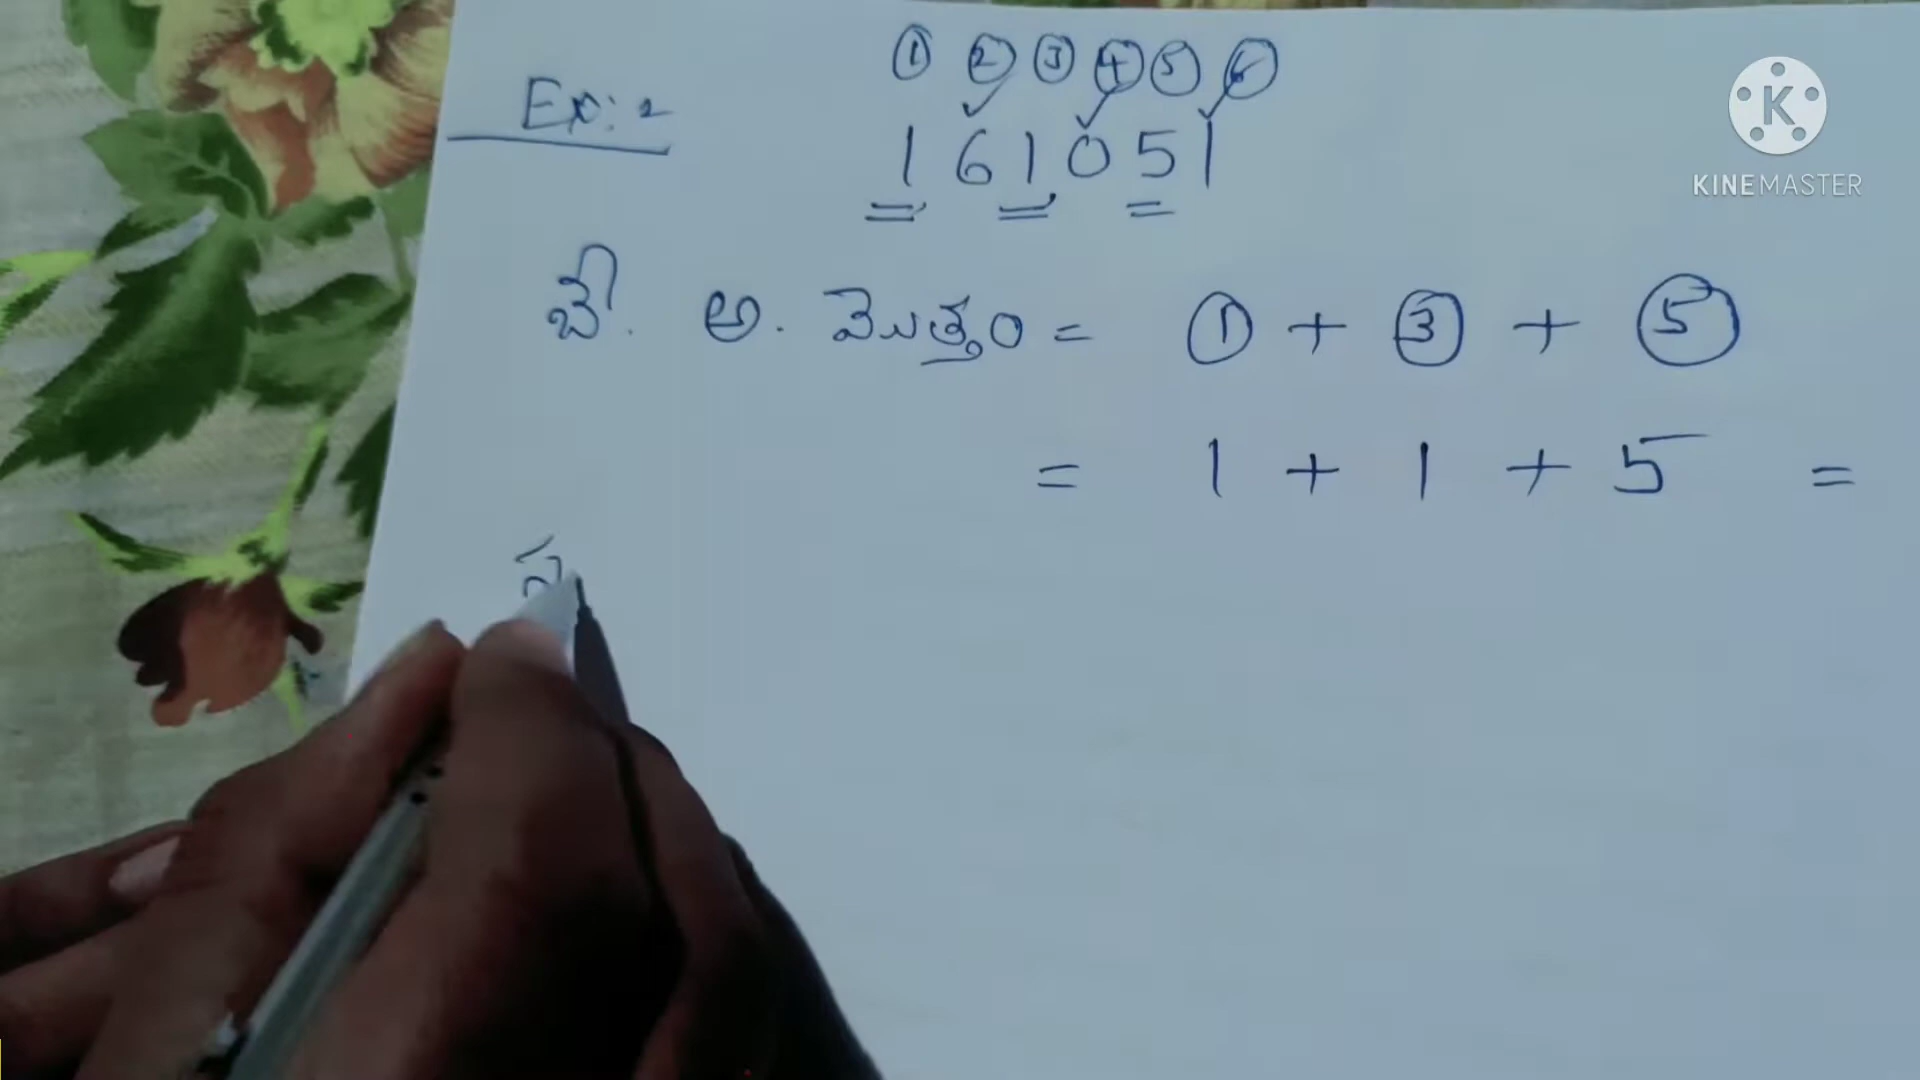 ① ② ③ ④ ⑤ ⑥
Ex: 2
1 6 1 0 5 1
బే. అ. మొత్తం = ① + ③ + ⑤
= 1 + 1 + 5 =
స
KINEMASTER